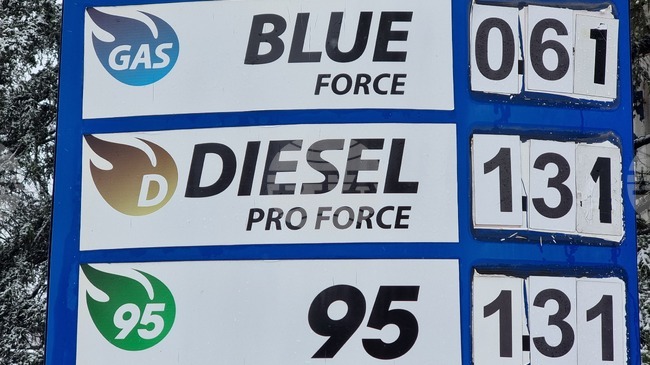 GAS BLUE 0.61
FORCE
D DIESEL 1.31
PRO FORCE
95 95 1.31